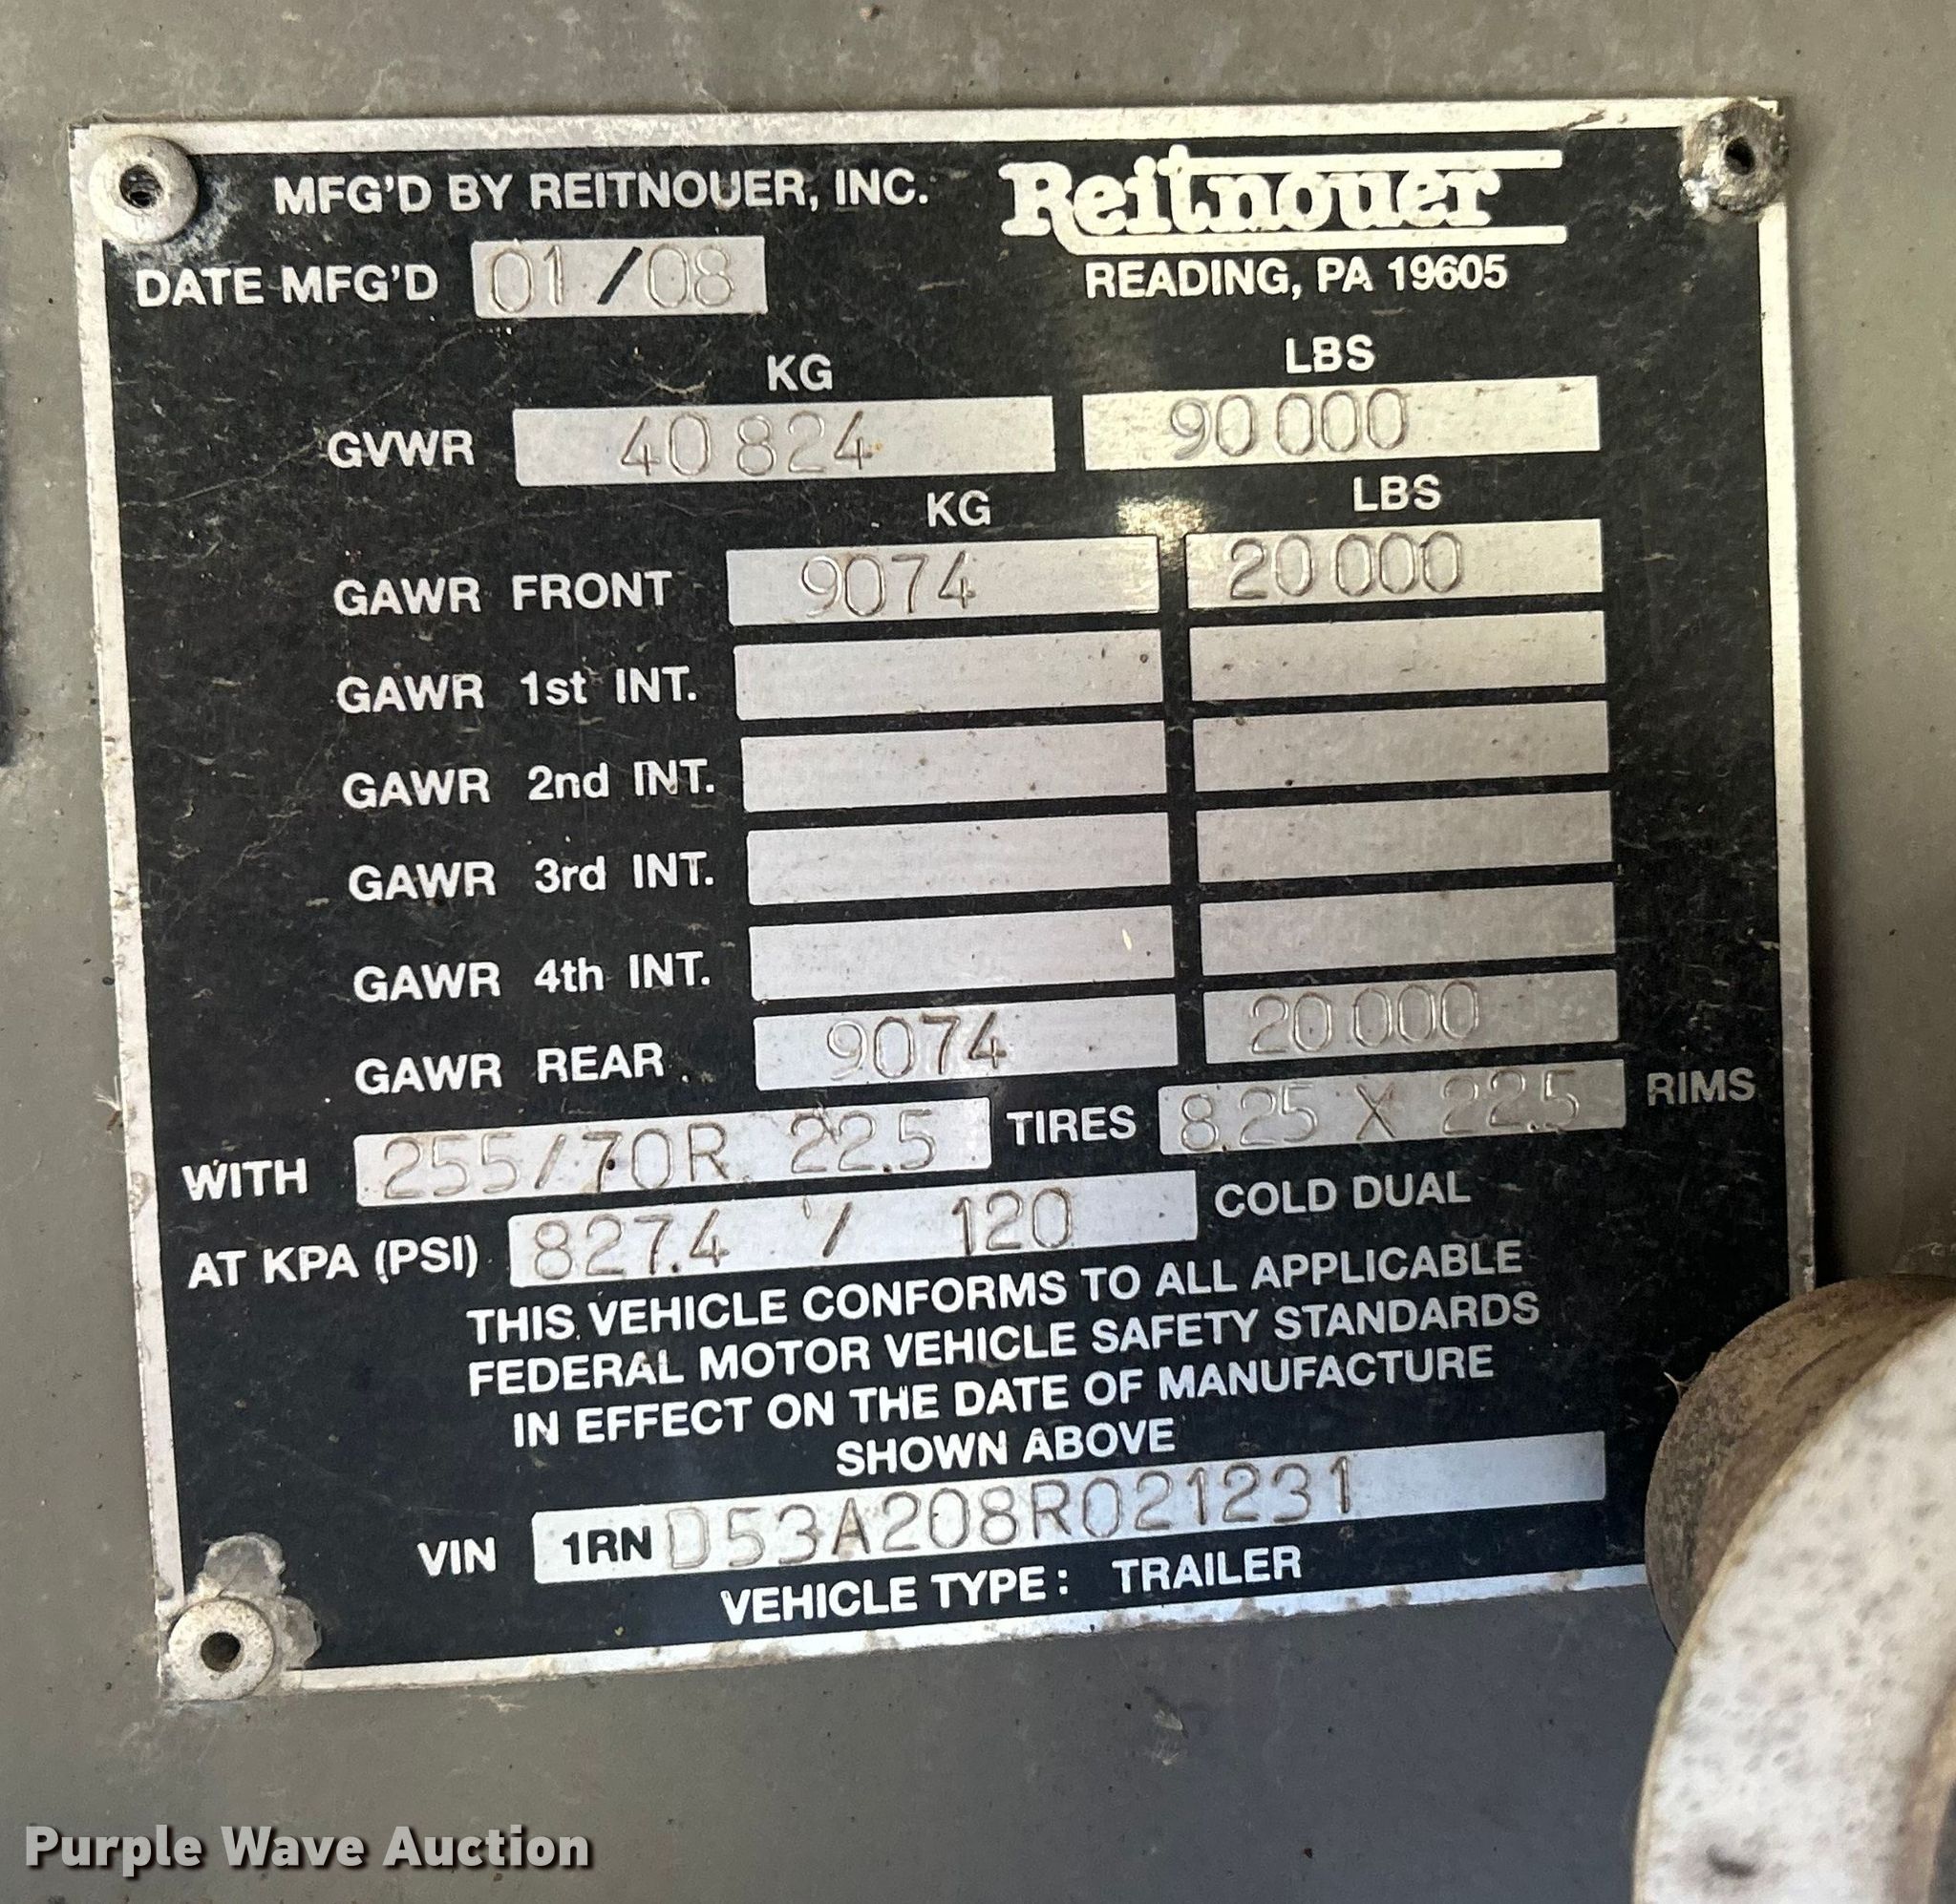 MFG'D BY REITNOUER, INC. Reitnouer
DATE MFG'D 01/08 READING, PA 19605
KG LBS
GVWR 40824 90000
KG LBS
GAWR FRONT 9074 20000
GAWR 1st INT.
GAWR 2nd INT.
GAWR 3rd INT.
GAWR 4th INT.
GAWR REAR 9074 20000
WITH 255/70R 22.5 TIRES 8.25 X 22.5 RIMS
AT KPA (PSI) 827.4 / 120 COLD DUAL
THIS VEHICLE CONFORMS TO ALL APPLICABLE
FEDERAL MOTOR VEHICLE SAFETY STANDARDS
IN EFFECT ON THE DATE OF MANUFACTURE
SHOWN ABOVE
VIN 1RND53A208R021231
VEHICLE TYPE: TRAILER
Purple Wave Auction